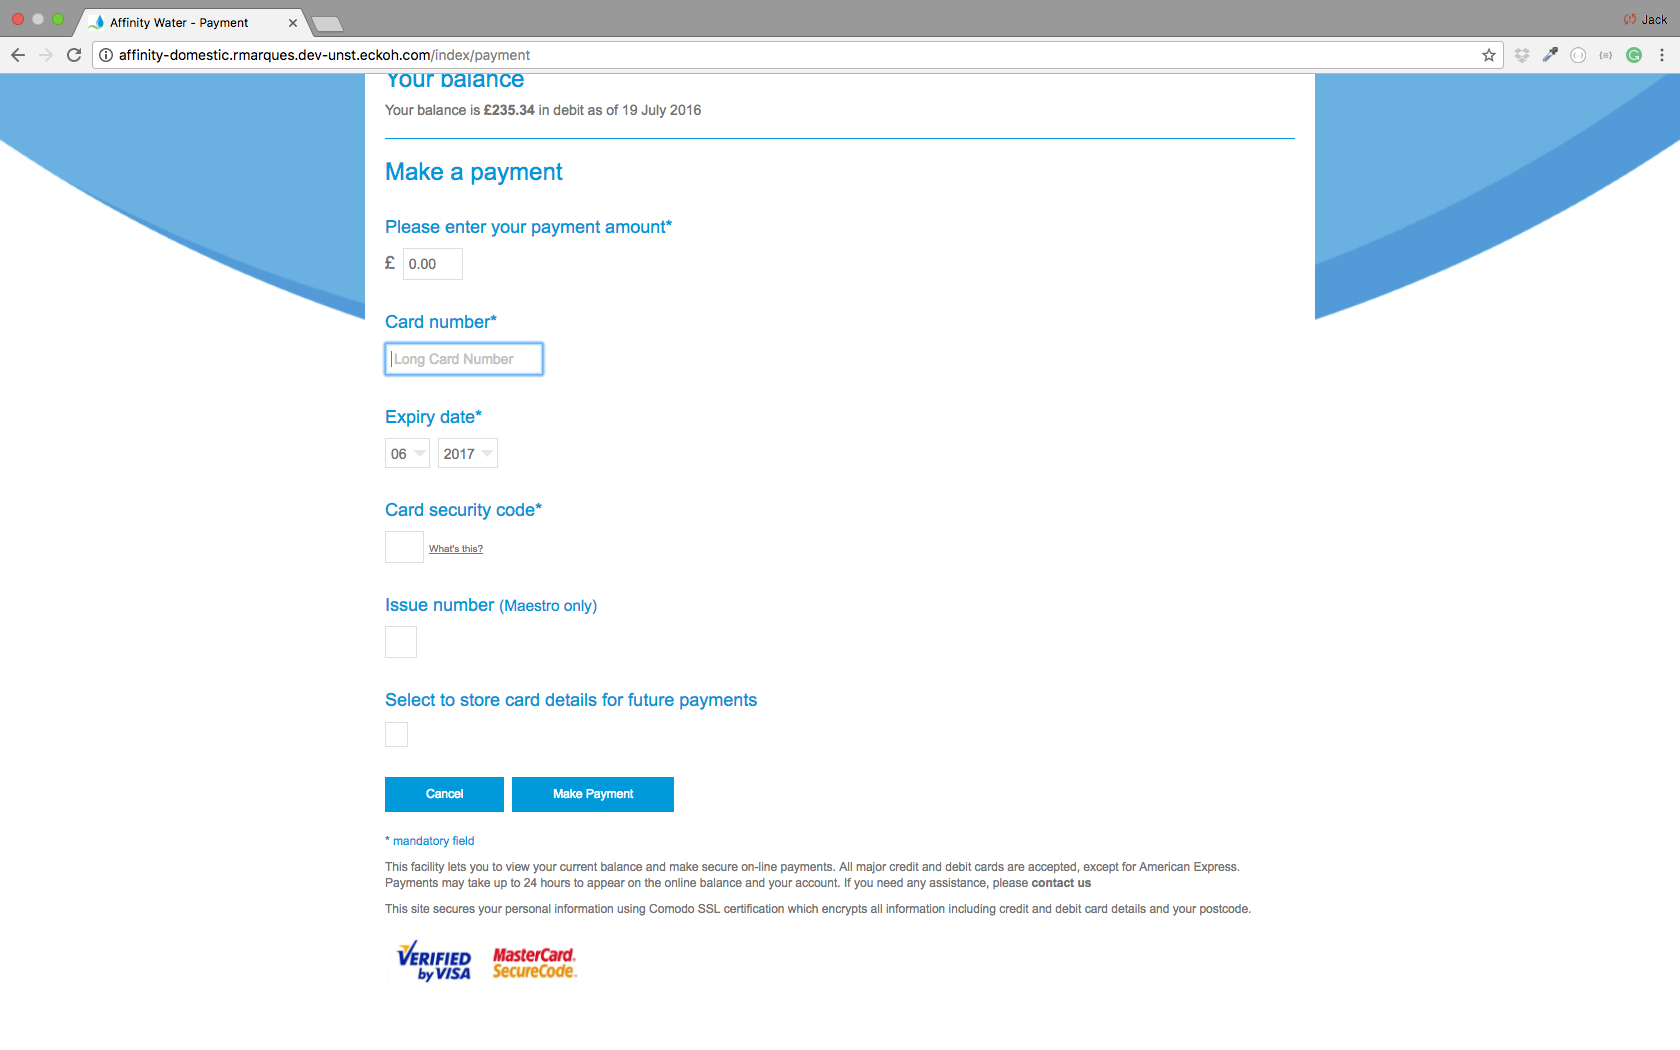 Affinity Water - Payment
Jack
affinity-domestic.rmarques.dev-unst.eckoh.com/index/payment
Your balance
Your balance is £235.34 in debit as of 19 July 2016
Make a payment
Please enter your payment amount*
£ 0.00
Card number*
Long Card Number
Expiry date*
06 2017
Card security code*
What's this?
Issue number (Maestro only)
Select to store card details for future payments
Cancel Make Payment
* mandatory field
This facility lets you to view your current balance and make secure on-line payments. All major credit and debit cards are accepted, except for American Express.
Payments may take up to 24 hours to appear on the online balance and your account. If you need any assistance, please contact us
This site secures your personal information using Comodo SSL certification which encrypts all information including credit and debit card details and your postcode.
VERIFIED by VISA
MasterCard. SecureCode.